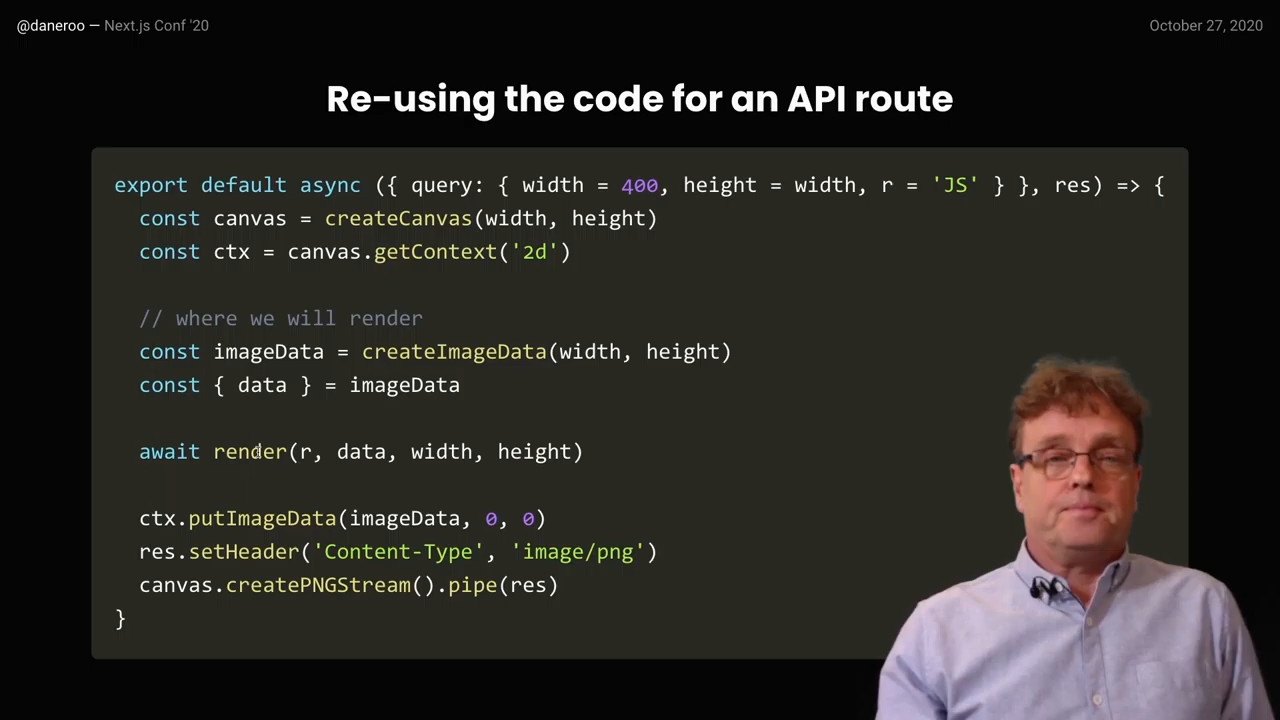 @daneroo — Next.js Conf '20
October 27, 2020
Re-using the code for an API route
export default async ({ query: { width = 400, height = width, r = 'JS' } }, res) => {
  const canvas = createCanvas(width, height)
  const ctx = canvas.getContext('2d')
  // where we will render
  const imageData = createImageData(width, height)
  const { data } = imageData
  await render(r, data, width, height)
  ctx.putImageData(imageData, 0, 0)
  res.setHeader('Content-Type', 'image/png')
  canvas.createPNGStream().pipe(res)
}